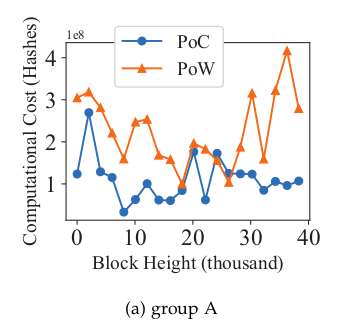 1e8
PoC
PoW
4
3
2
1
Computational Cost (Hashes)
0 10 20 30 40
Block Height (thousand)
(a) group A